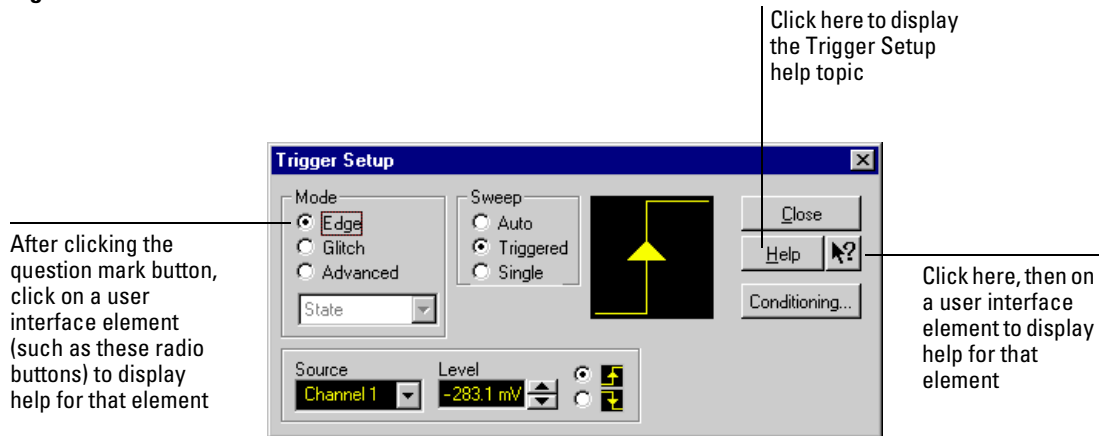 Click here to display
the Trigger Setup
help topic
Trigger Setup
Mode
Edge
Glitch
Advanced
State
Sweep
Auto
Triggered
Single
Close
Help
?
Conditioning...
Source
Channel 1
Level
-283.1 mV
After clicking the
question mark button,
click on a user
interface element
(such as these radio
buttons) to display
help for that element
Click here, then on
a user interface
element to display
help for that
element